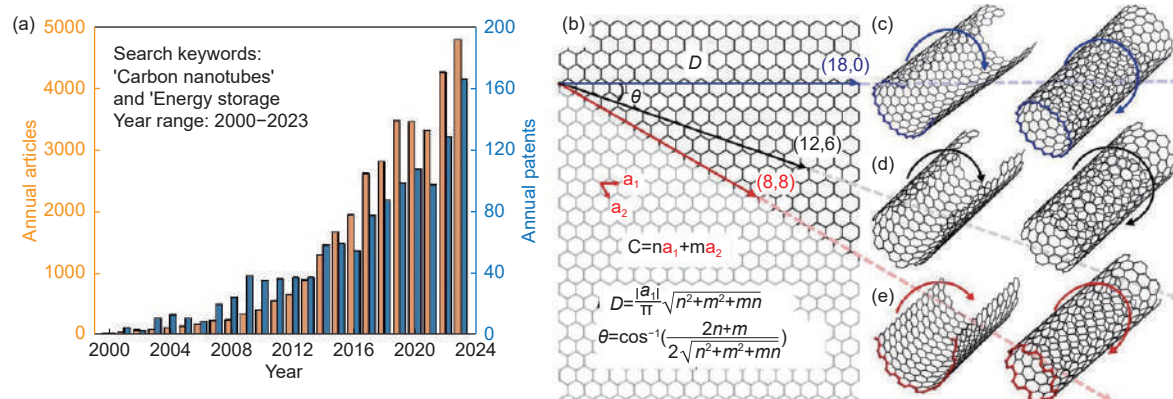 (a)
5000
4000
3000
2000
1000
0
Annual articles
Search keywords:
'Carbon nanotubes'
and 'Energy storage
Year range: 2000−2023
200
160
120
80
40
0
Annual patents
2000 2004 2008 2012 2016 2020 2024
Year
(b)
D
(18,0)
θ
(12,6)
(8,8)
a₁
a₂
C=na₁+ma₂
D=|a₁|/π √n²+m²+mn
θ=cos⁻¹(2n+m / 2√n²+m²+mn)
(c)
(d)
(e)